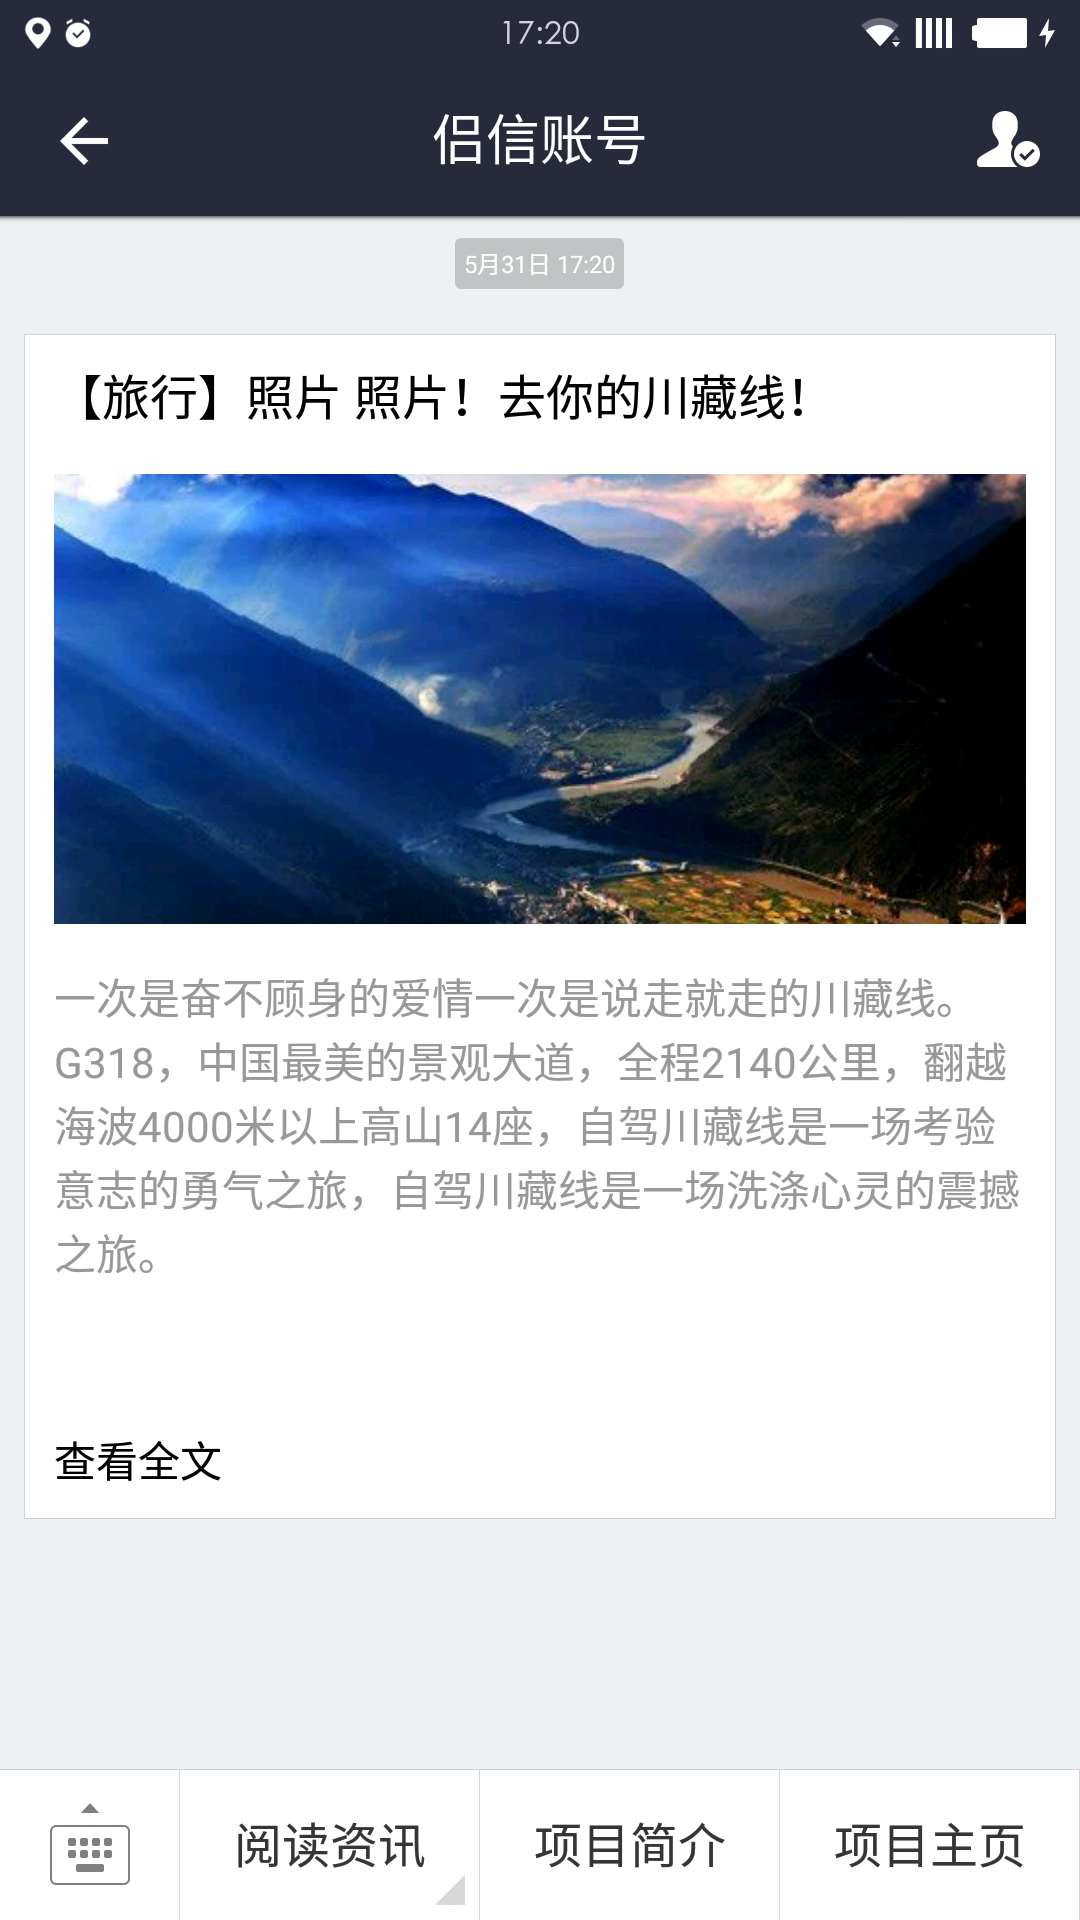 17:20
侣信账号
5月31日 17:20
【旅行】照片 照片！去你的川藏线！
一次是奋不顾身的爱情一次是说走就走的川藏线。
G318，中国最美的景观大道，全程2140公里，翻越
海波4000米以上高山14座，自驾川藏线是一场考验
意志的勇气之旅，自驾川藏线是一场洗涤心灵的震撼
之旅。
查看全文
阅读资讯
项目简介
项目主页